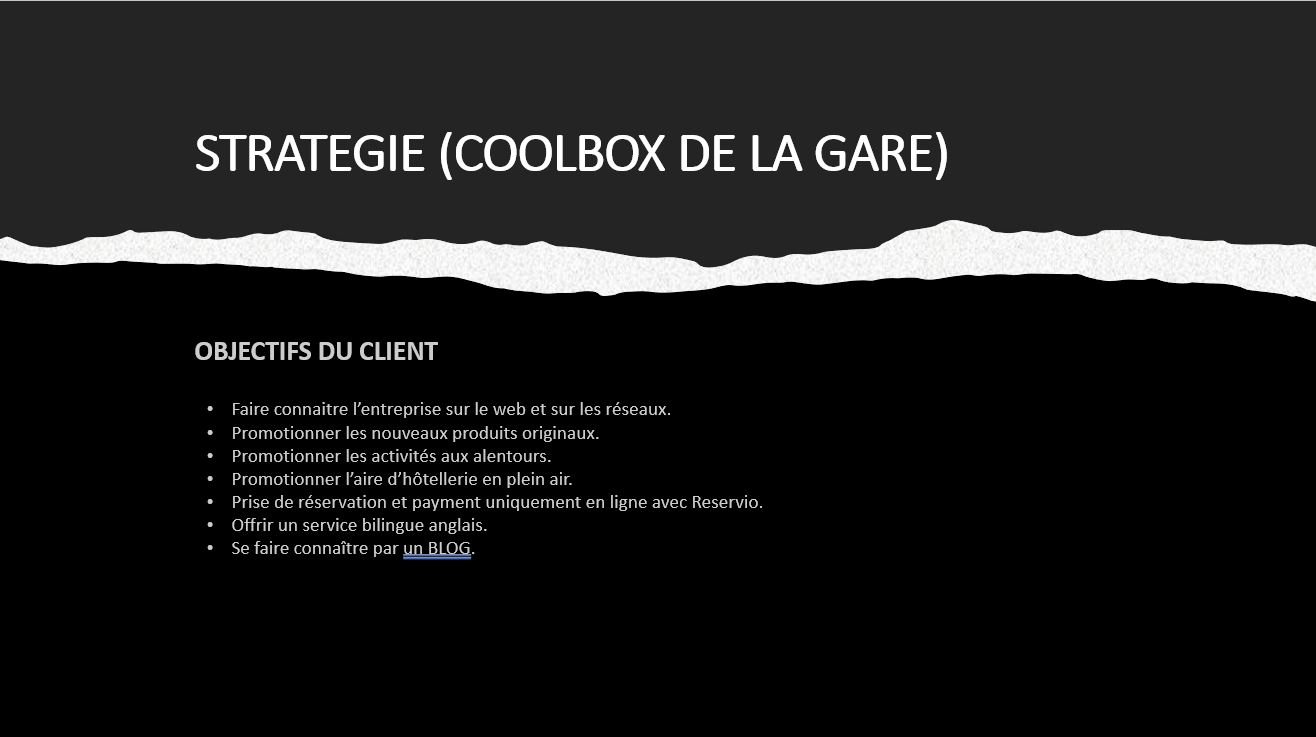 STRATEGIE (COOLBOX DE LA GARE)
OBJECTIFS DU CLIENT
• Faire connaitre l’entreprise sur le web et sur les réseaux.
• Promotionner les nouveaux produits originaux.
• Promotionner les activités aux alentours.
• Promotionner l’aire d’hôtellerie en plein air.
• Prise de réservation et payment uniquement en ligne avec Reservio.
• Offrir un service bilingue anglais.
• Se faire connaître par un BLOG.